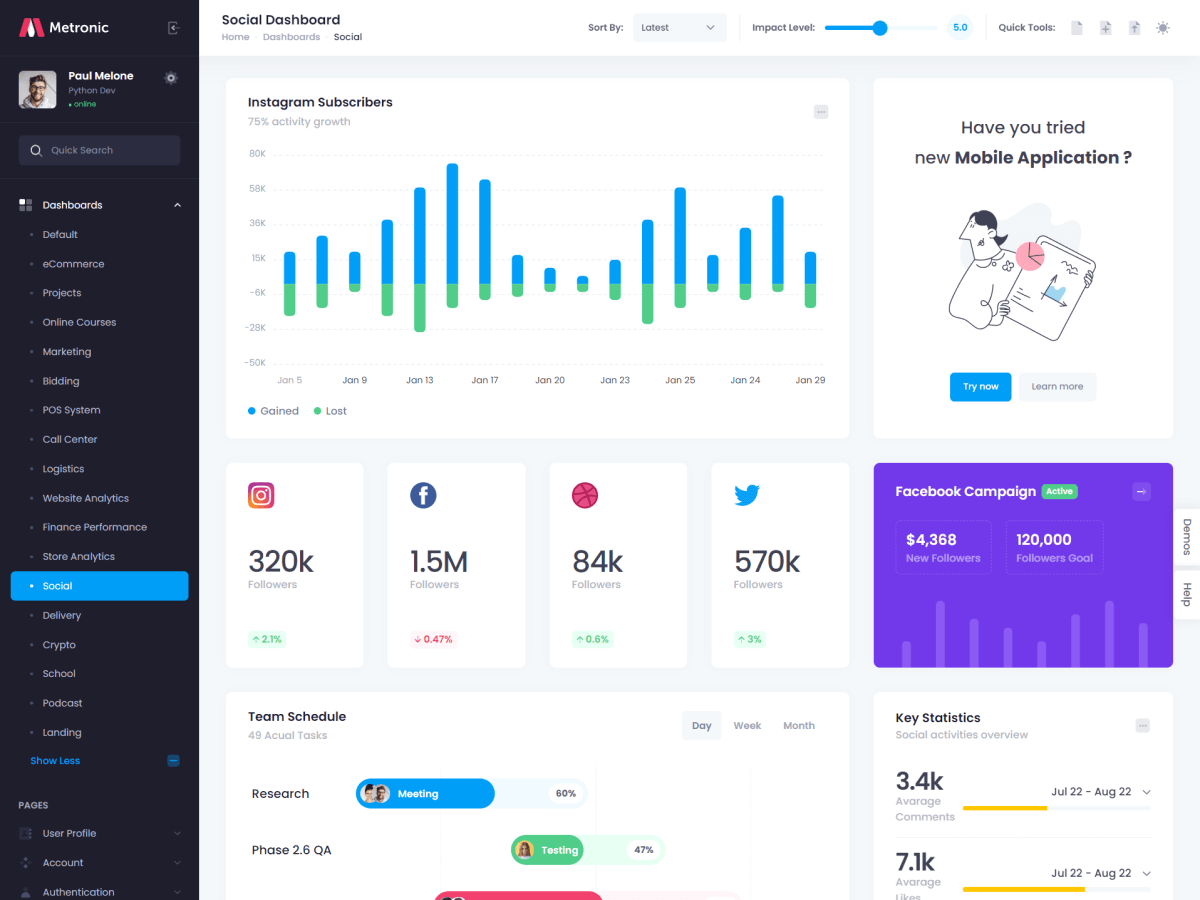 Metronic
Paul Melone
Python Dev
online
Quick Search
Dashboards
Default
eCommerce
Projects
Online Courses
Marketing
Bidding
POS System
Call Center
Logistics
Website Analytics
Finance Performance
Store Analytics
Social
Delivery
Crypto
School
Podcast
Landing
Show Less
PAGES
User Profile
Account
Authentication
Social Dashboard
Home - Dashboards - Social
Sort By: Latest
Impact Level: 5.0
Quick Tools:
Instagram Subscribers
75% activity growth
80K
58K
36K
15K
-6K
-28K
-50K
Jan 5 Jan 9 Jan 13 Jan 17 Jan 20 Jan 23 Jan 25 Jan 24 Jan 29
Gained Lost
Have you tried
new Mobile Application ?
Try now Learn more
320k
Followers
2.1%
1.5M
Followers
0.47%
84k
Followers
0.6%
570k
Followers
3%
Facebook Campaign Active
$4,368
New Followers
120,000
Followers Goal
Demos
Help
Team Schedule
49 Acual Tasks
Day Week Month
Research Meeting 60%
Phase 2.6 QA Testing 47%
Key Statistics
Social activities overview
3.4k
Avarage
Comments
Jul 22 - Aug 22
7.1k
Avarage
Likes
Jul 22 - Aug 22